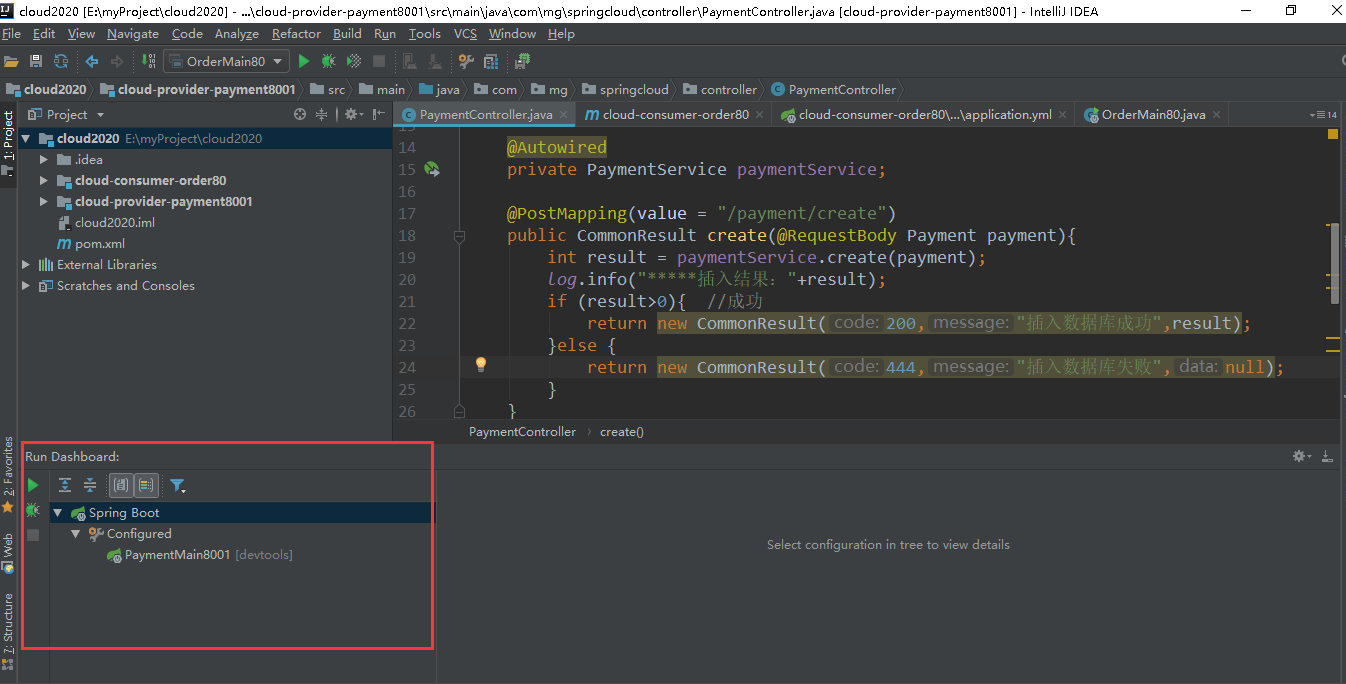 cloud2020 [E:\myProject\cloud2020] - ...\cloud-provider-payment8001\src\main\java\com\mg\springcloud\controller\PaymentController.java [cloud-provider-payment8001] - IntelliJ IDEA
File Edit View Navigate Code Analyze Refactor Build Run Tools VCS Window Help
OrderMain80
cloud2020 cloud-provider-payment8001 src main java com mg springcloud controller PaymentController
Project
PaymentController.java cloud-consumer-order80 cloud-consumer-order80\...\application.yml OrderMain80.java 14
1: Project
cloud2020 E:\myProject\cloud2020
.idea
cloud-consumer-order80
cloud-provider-payment8001
cloud2020.iml
pom.xml
External Libraries
Scratches and Consoles
13
14 @Autowired
15 private PaymentService paymentService;
16
17 @PostMapping(value = "/payment/create")
18 public CommonResult create(@RequestBody Payment payment){
19 int result = paymentService.create(payment);
20 log.info("*****插入结果："+result);
21 if (result>0){ //成功
22 return new CommonResult( code: 200, message: "插入数据库成功",result);
23 }else {
24 return new CommonResult( code: 444, message: "插入数据库失败", data: null);
25 }
26 }
PaymentController create()
2: Favorites
Web
7: Structure
Run Dashboard:
Spring Boot
Configured
PaymentMain8001 [devtools]
Select configuration in tree to view details